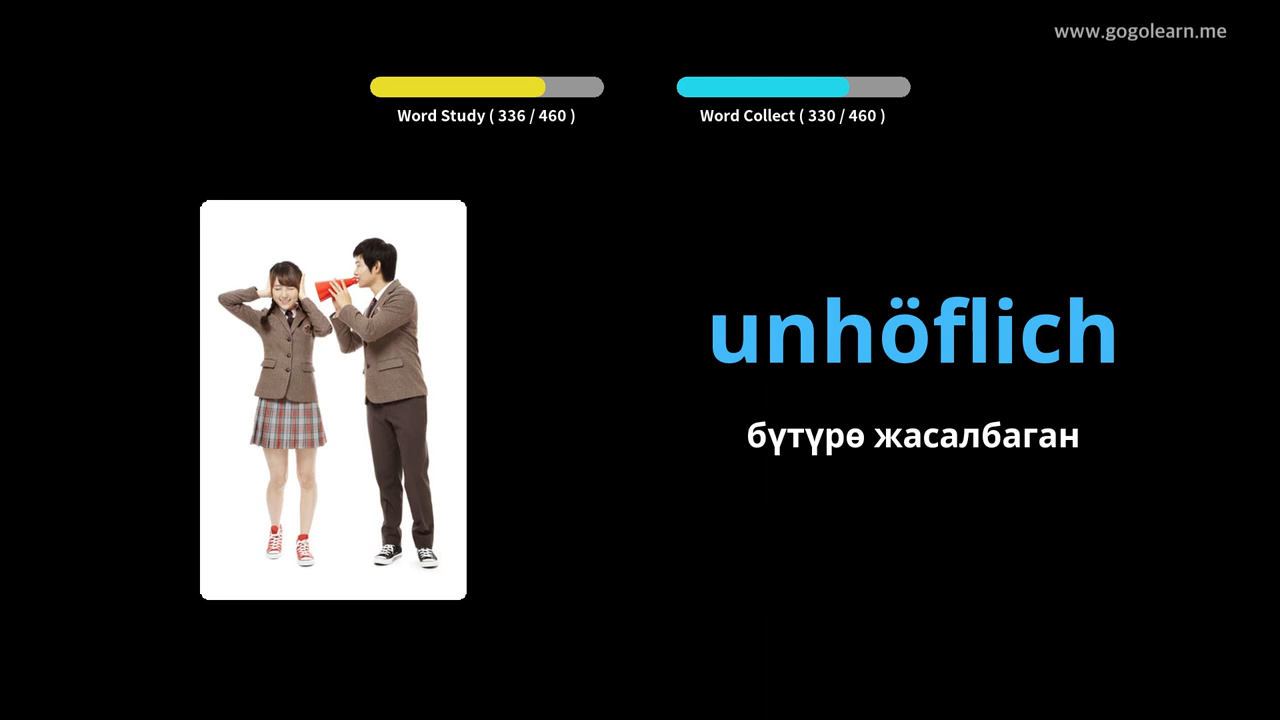 www.gogolearn.me
Word Study ( 336 / 460 )
Word Collect ( 330 / 460 )
unhöflich
бүтүрө жасалбаган